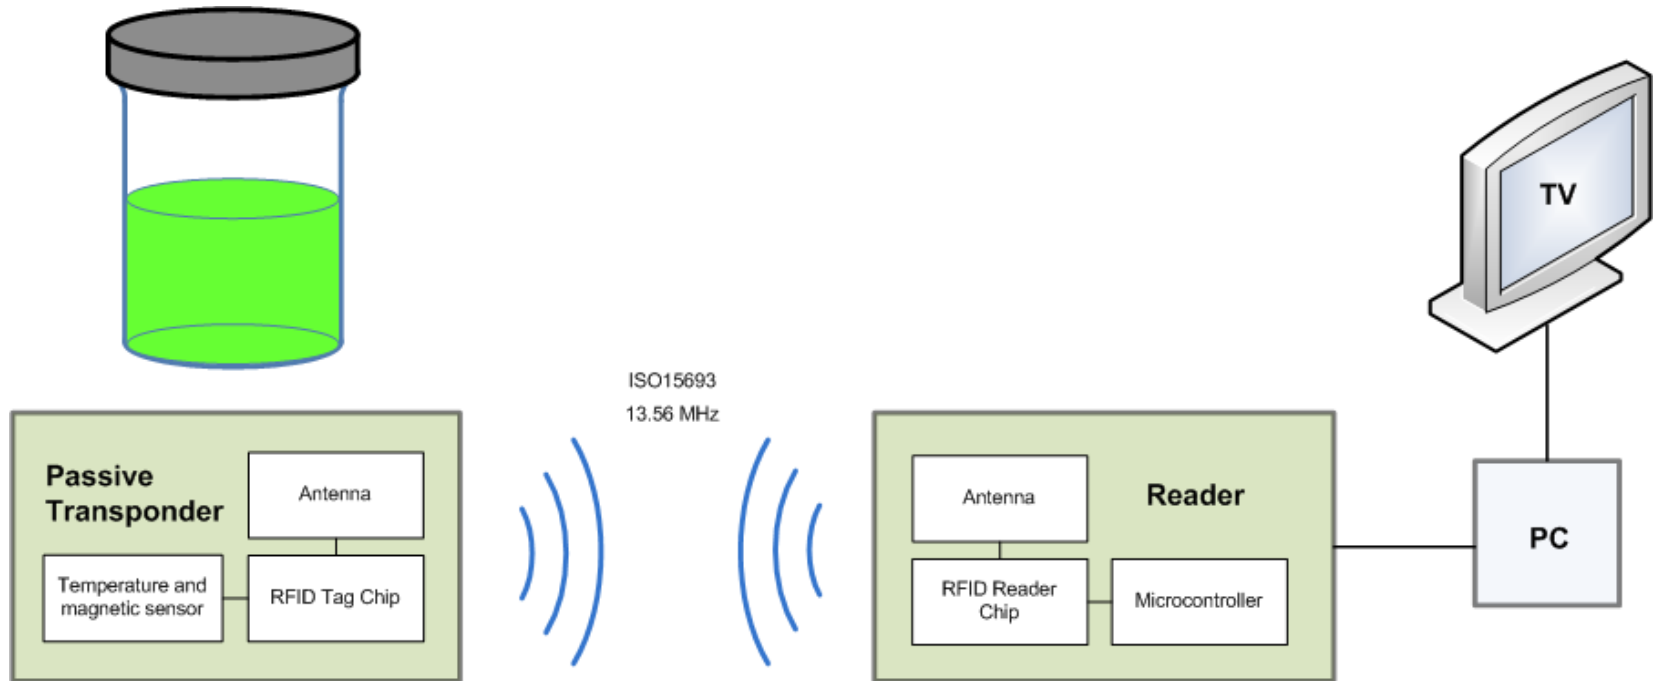 TV
ISO15693
13.56 MHz
Passive
Transponder
Antenna
Temperature and
magnetic sensor
RFID Tag Chip
Antenna
Reader
RFID Reader
Chip
Microcontroller
PC